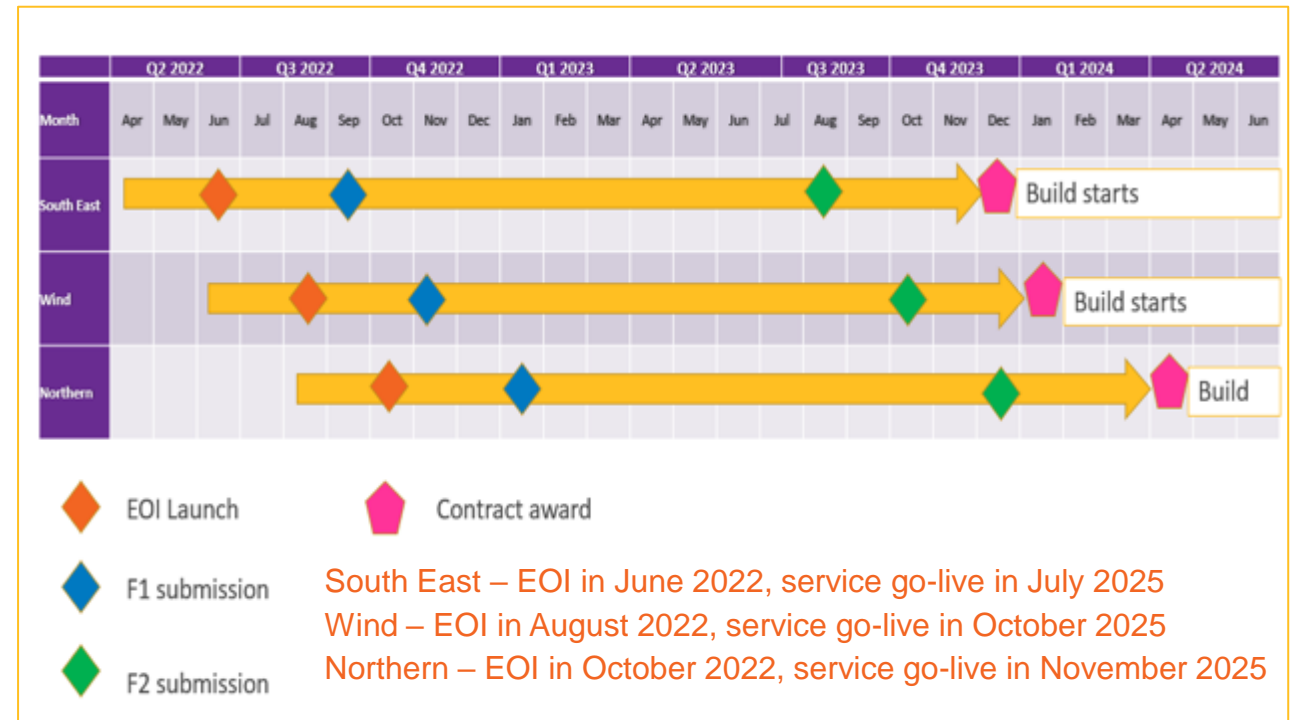 Q2 2022 Q3 2022 Q4 2022 Q1 2023 Q2 2023 Q3 2023 Q4 2023 Q1 2024 Q2 2024
Month Apr May Jun Jul Aug Sep Oct Nov Dec Jan Feb Mar Apr May Jun Jul Aug Sep Oct Nov Dec Jan Feb Mar Apr May Jun
South East Build starts
Wind Build starts
Northern Build
EOI Launch Contract award
F1 submission
South East – EOI in June 2022, service go-live in July 2025
Wind – EOI in August 2022, service go-live in October 2025
Northern – EOI in October 2022, service go-live in November 2025
F2 submission